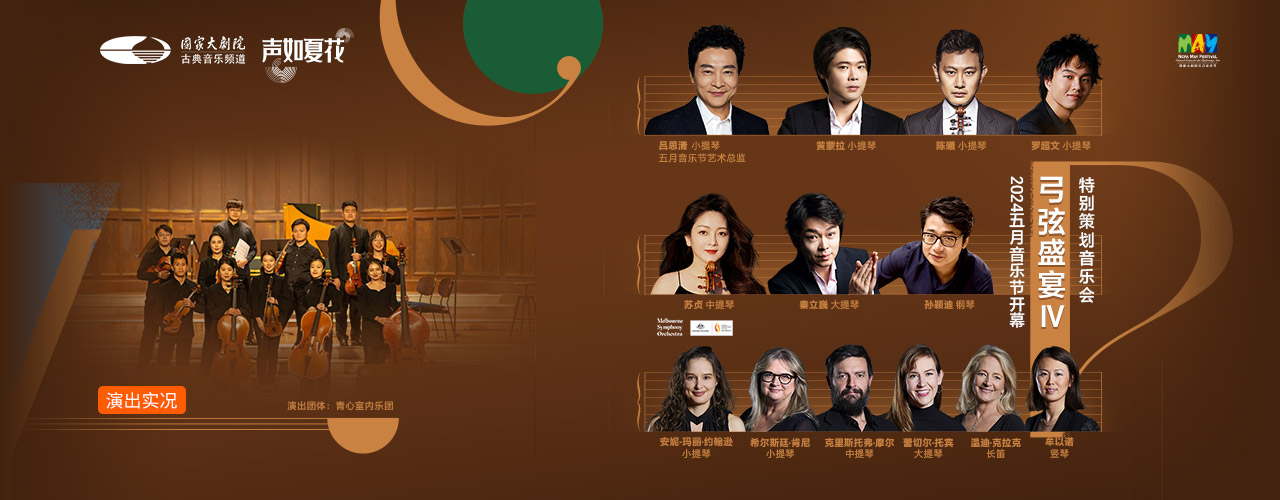 国家大剧院
古典音乐频道
声如夏花
MAY
NCPA MAY FESTIVAL
吕思清 小提琴
五月音乐节艺术总监
黄蒙拉 小提琴
陈曦 小提琴
罗超文 小提琴
特别策划音乐会
弓弦盛宴Ⅳ
2024五月音乐节开幕
苏贞 中提琴
秦立巍 大提琴
孙颖迪 钢琴
Melbourne
Symphony
Orchestra
安妮-玛丽·约翰逊
小提琴
希尔斯廷·肯尼
小提琴
克里斯托弗·摩尔
中提琴
蕾切尔·托宾
大提琴
温迪·克拉克
长笛
牟以诺
竖琴
演出实况
演出团体：青心室内乐团